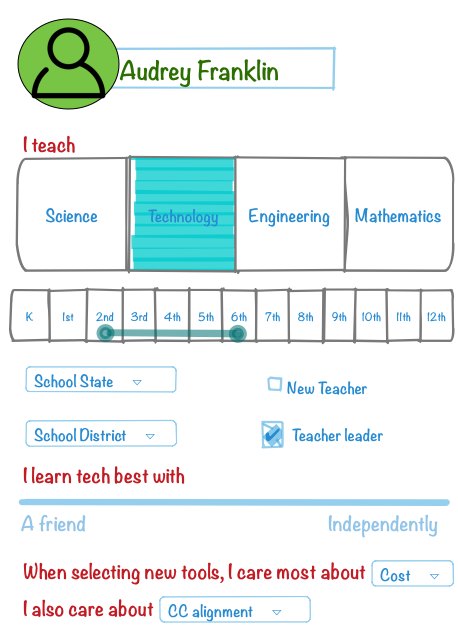 Audrey Franklin
I teach
Science Technology Engineering Mathematics
K 1st 2nd 3rd 4th 5th 6th 7th 8th 9th 10th 11th 12th
School State
New Teacher
School District
Teacher leader
I learn tech best with
A friend Independently
When selecting new tools, I care most about Cost
I also care about CC alignment